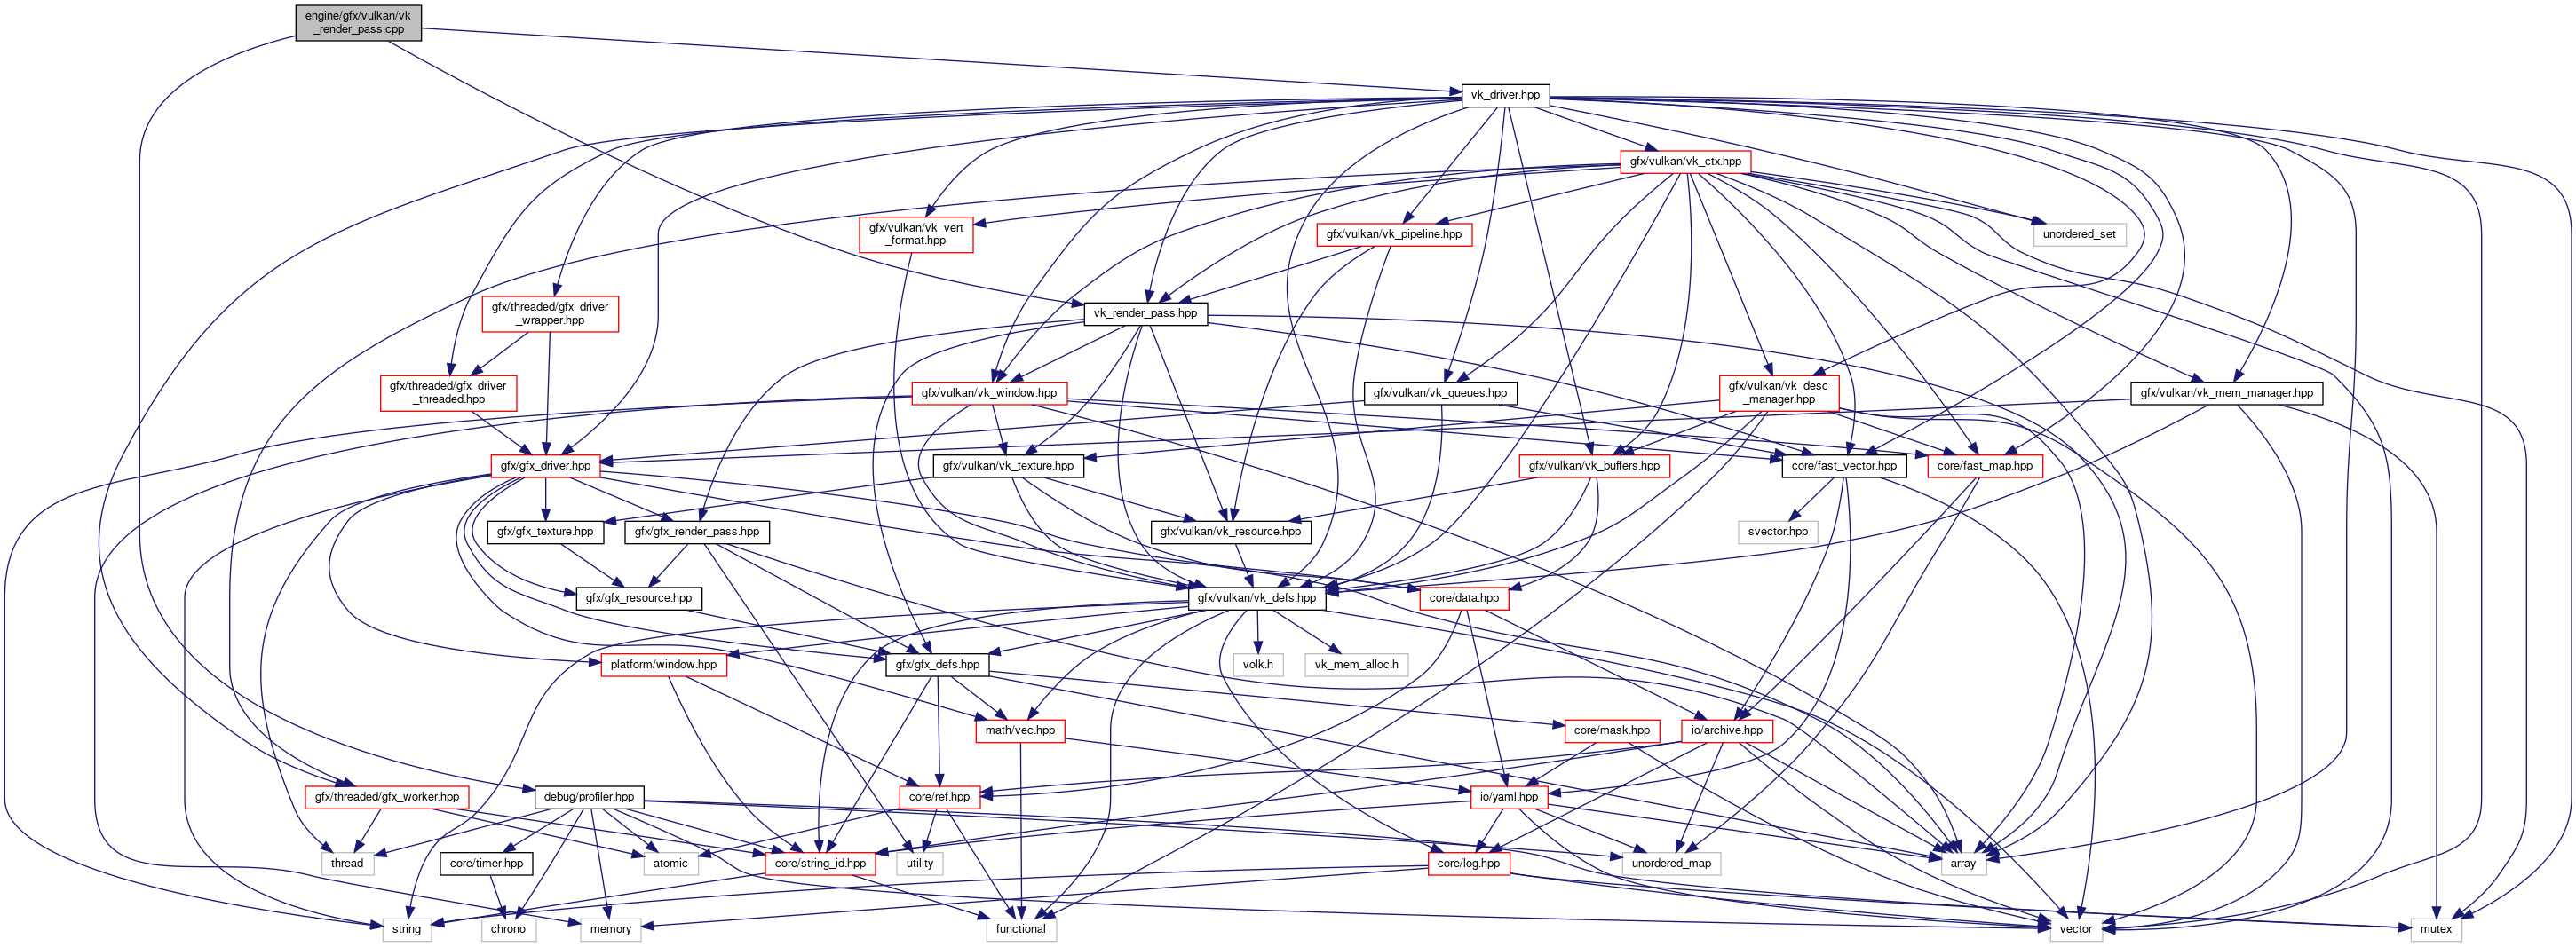 engine/gfx/vulkan/vk
_render_pass.cpp
vk_driver.hpp
gfx/vulkan/vk_ctx.hpp
gfx/vulkan/vk_vert
_format.hpp
gfx/vulkan/vk_pipeline.hpp
unordered_set
gfx/threaded/gfx_driver
_wrapper.hpp
vk_render_pass.hpp
gfx/threaded/gfx_driver
_threaded.hpp
gfx/vulkan/vk_window.hpp
gfx/vulkan/vk_queues.hpp
gfx/vulkan/vk_desc
_manager.hpp
gfx/vulkan/vk_mem_manager.hpp
gfx/gfx_driver.hpp
gfx/vulkan/vk_texture.hpp
gfx/vulkan/vk_buffers.hpp
core/fast_vector.hpp
core/fast_map.hpp
gfx/gfx_texture.hpp
gfx/gfx_render_pass.hpp
gfx/vulkan/vk_resource.hpp
svector.hpp
gfx/gfx_resource.hpp
gfx/vulkan/vk_defs.hpp
core/data.hpp
platform/window.hpp
gfx/gfx_defs.hpp
volk.h
vk_mem_alloc.h
math/vec.hpp
core/mask.hpp
io/archive.hpp
gfx/threaded/gfx_worker.hpp
debug/profiler.hpp
core/ref.hpp
io/yaml.hpp
thread
core/timer.hpp
atomic
core/string_id.hpp
utility
core/log.hpp
unordered_map
array
string
chrono
memory
functional
vector
mutex